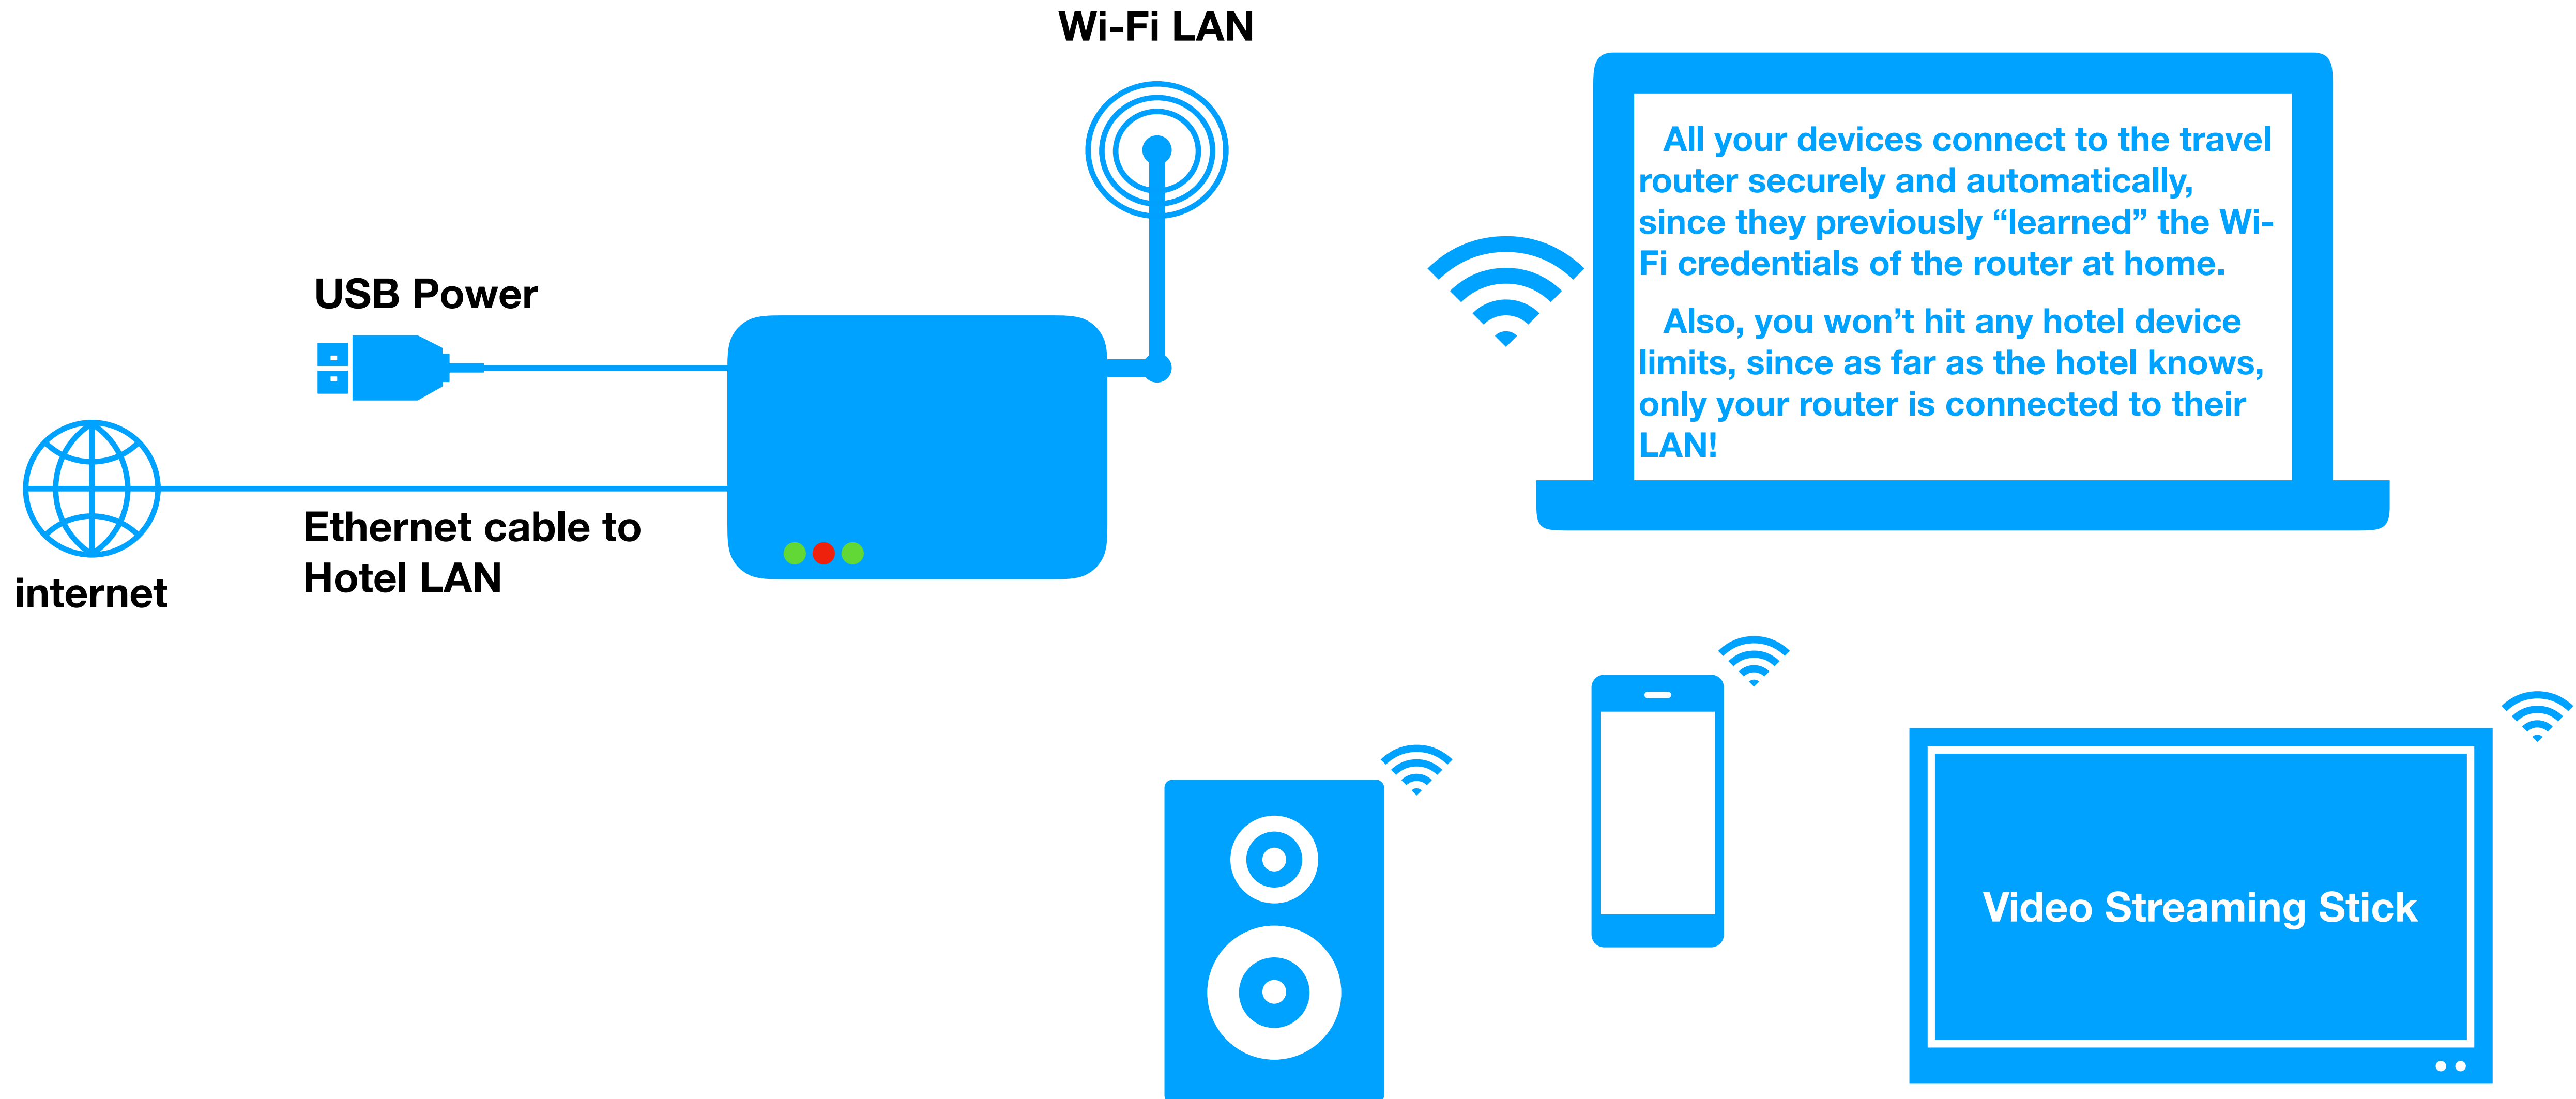 Wi-Fi LAN
USB Power
Ethernet cable to
Hotel LAN
internet
All your devices connect to the travel
router securely and automatically,
since they previously “learned” the Wi-
Fi credentials of the router at home.
Also, you won’t hit any hotel device
limits, since as far as the hotel knows,
only your router is connected to their
LAN!
Video Streaming Stick